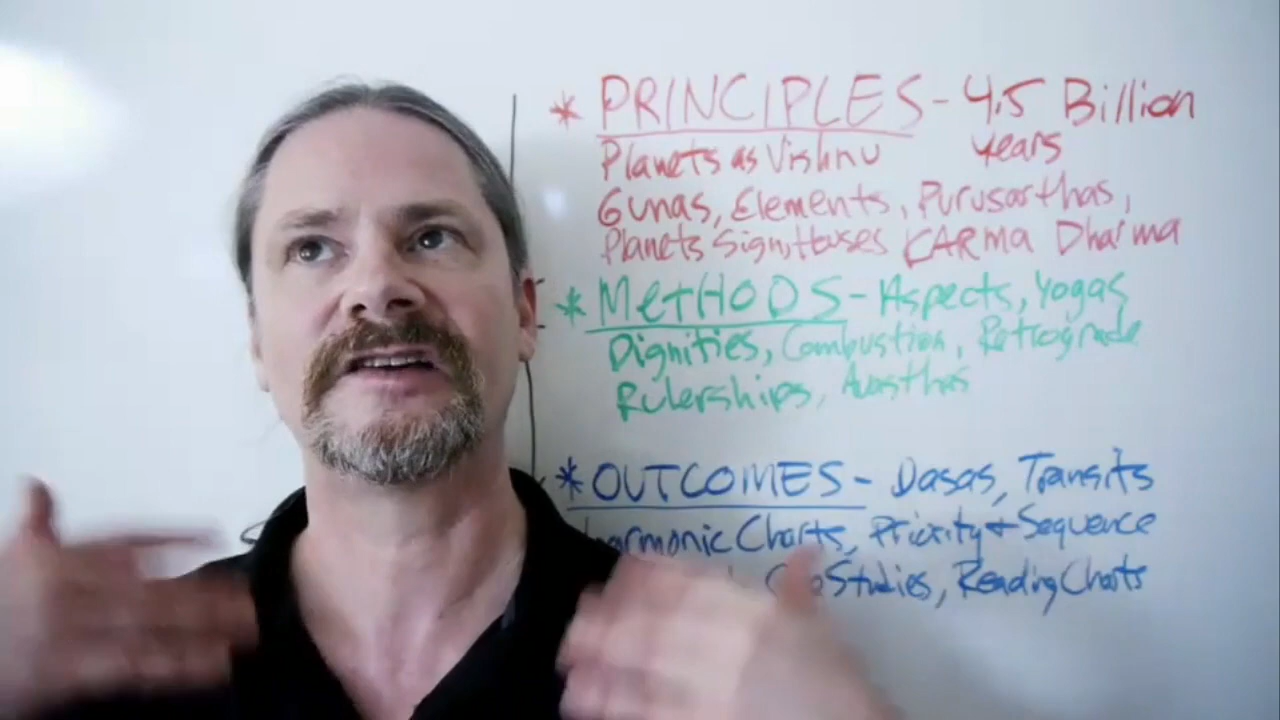 * PRINCIPLES - 4.5 Billion
years
Planets as Vishnu
Gunas, Elements, Purusarthas,
Planets Signs, Houses KARMA Dharma
* METHODS - Aspects, Yogas
Dignities, Combustion, Retrograde
Rulerships, Avasthas
* OUTCOMES - Dasas, Transits
Harmonic Charts, Priority + Sequence
Studies, Reading Charts